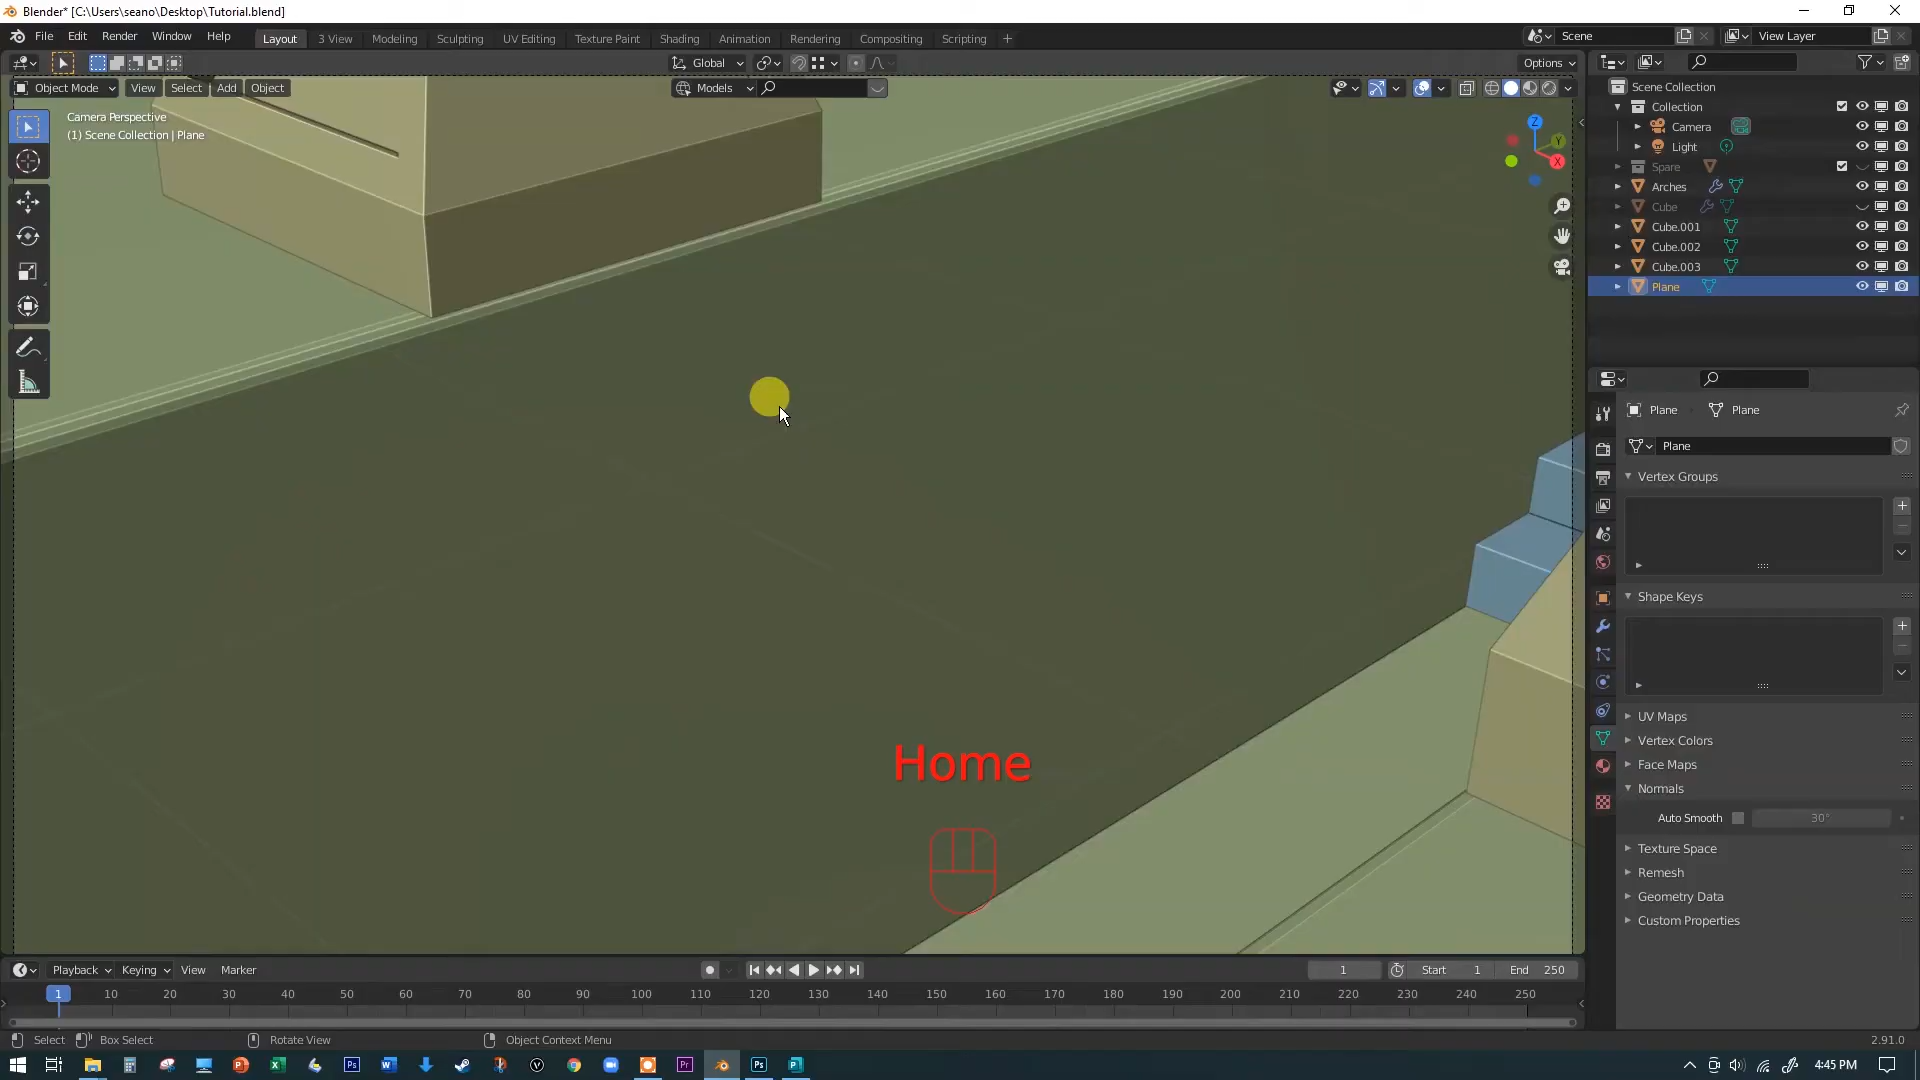 Blender* [C:\Users\seano\Desktop\Tutorial.blend]
File Edit Render Window Help
Layout 3 View Modeling Sculpting UV Editing Texture Paint Shading Animation Rendering Compositing Scripting +
Scene
View Layer
Global
Options
Object Mode View Select Add Object
Models
Camera Perspective
(1) Scene Collection | Plane
Z
Y
X
Scene Collection
Collection
Camera
Light
Spare
Arches
Cube
Cube.001
Cube.002
Cube.003
Plane
Plane
Plane
Plane
Vertex Groups
Shape Keys
UV Maps
Vertex Colors
Face Maps
Normals
Auto Smooth 30°
Texture Space
Remesh
Geometry Data
Custom Properties
Home
Playback Keying View Marker
1
Start 1
End 250
1 10 20 30 40 50 60 70 80 90 100 110 120 130 140 150 160 170 180 190 200 210 220 230 240 250
Select
Box Select
Rotate View
Object Context Menu
2.91.0
4:45 PM